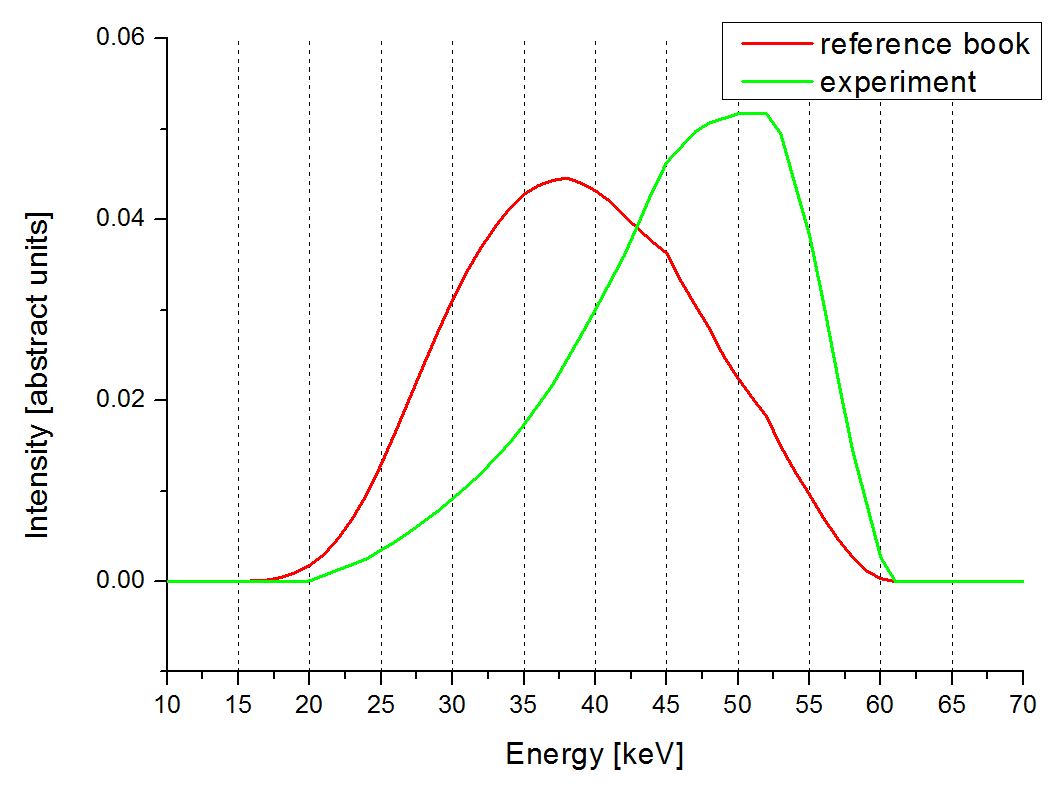 reference book
experiment
0.06
0.04
0.02
0.00
Intensity [abstract units]
10 15 20 25 30 35 40 45 50 55 60 65 70
Energy [keV]